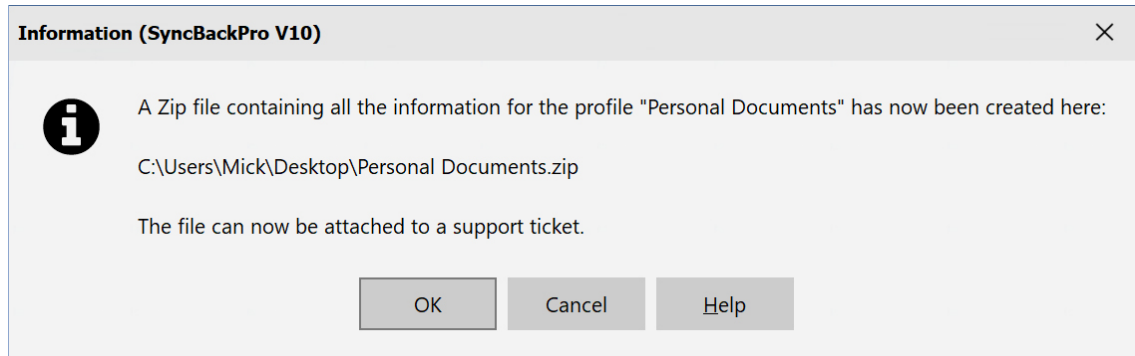 Information (SyncBackPro V10)
A Zip file containing all the information for the profile "Personal Documents" has now been created here:
C:\Users\Mick\Desktop\Personal Documents.zip
The file can now be attached to a support ticket.
OK Cancel Help